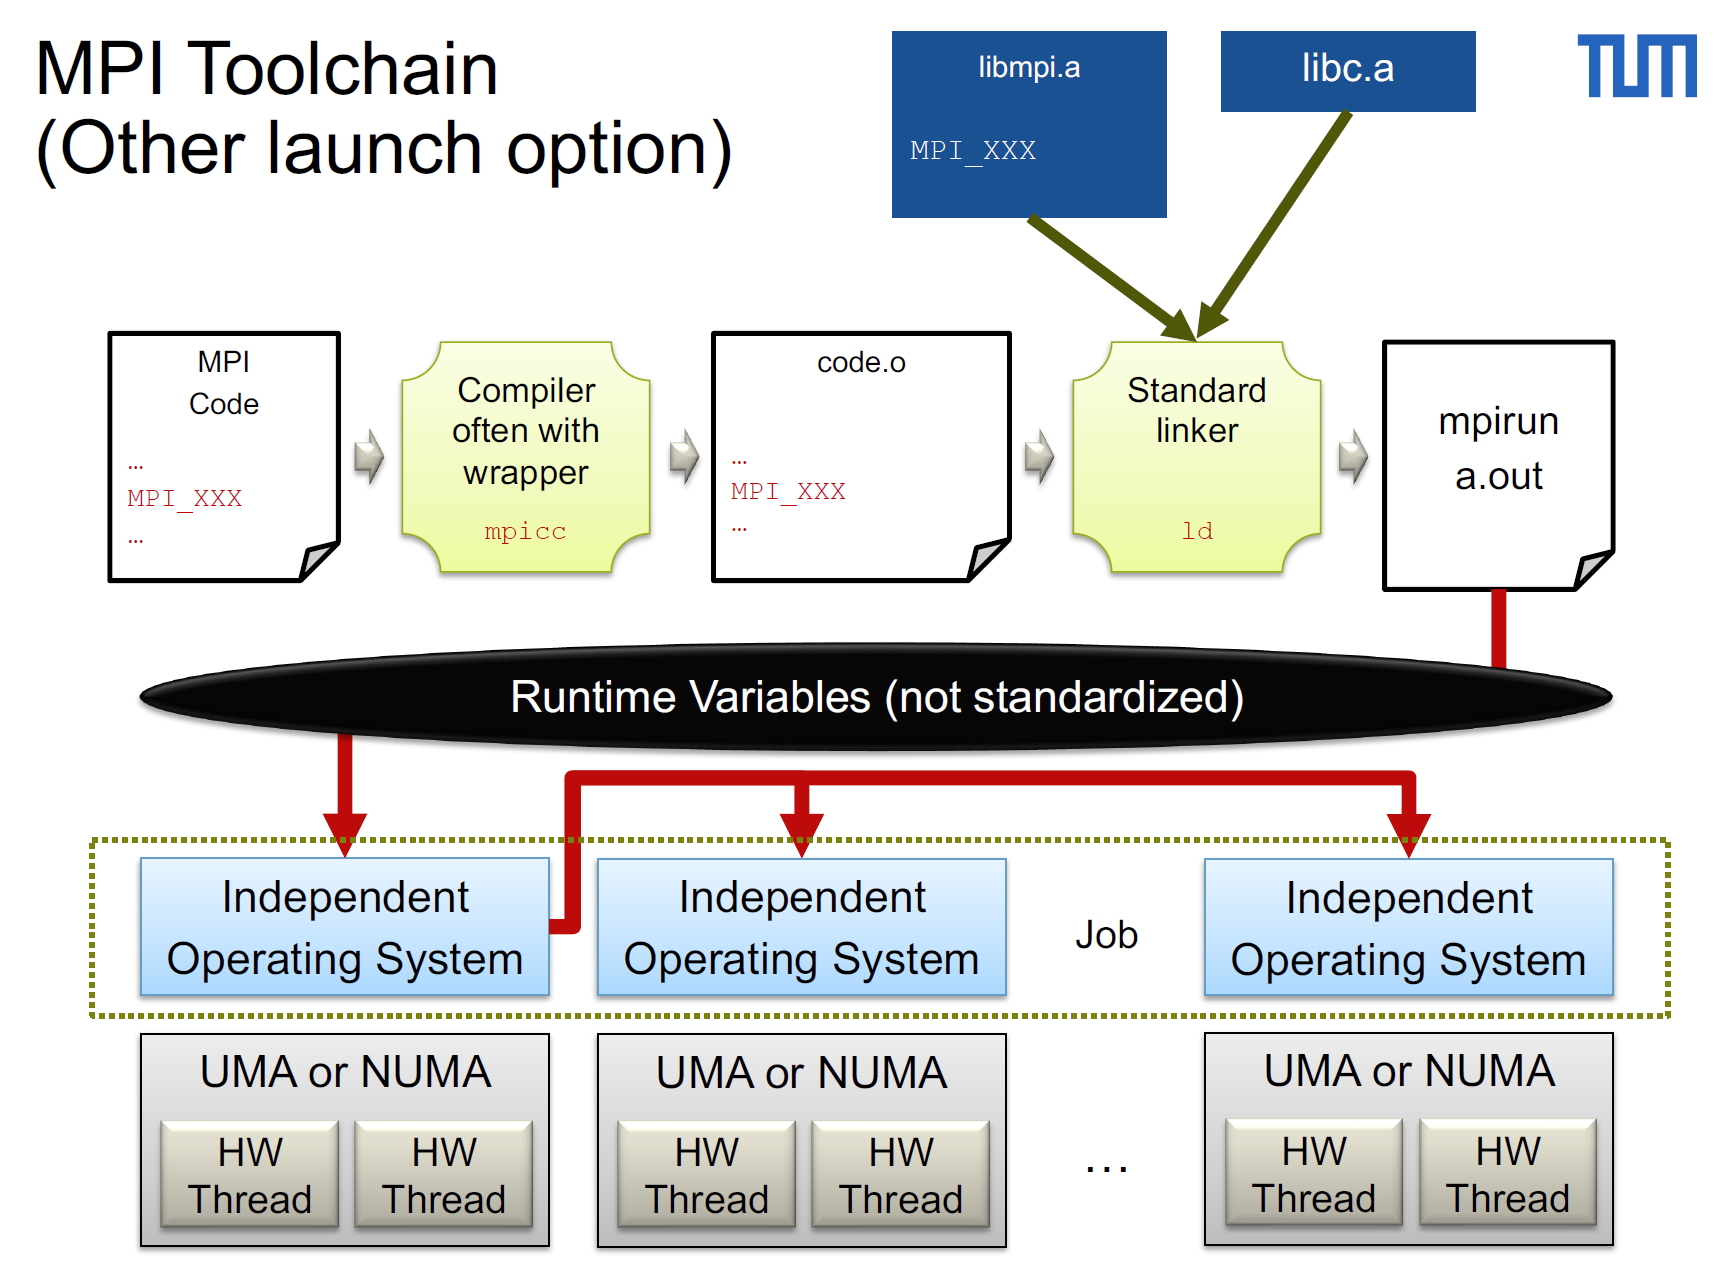 MPI Toolchain
(Other launch option)
libmpi.a
MPI_XXX
libc.a
TUM
MPI
Code
…
MPI_XXX
…
Compiler
often with
wrapper
mpicc
code.o
…
MPI_XXX
…
Standard
linker
ld
mpirun
a.out
Runtime Variables (not standardized)
Independent
Operating System
Independent
Operating System
Job
Independent
Operating System
UMA or NUMA
HW
Thread
HW
Thread
UMA or NUMA
HW
Thread
HW
Thread
…
UMA or NUMA
HW
Thread
HW
Thread